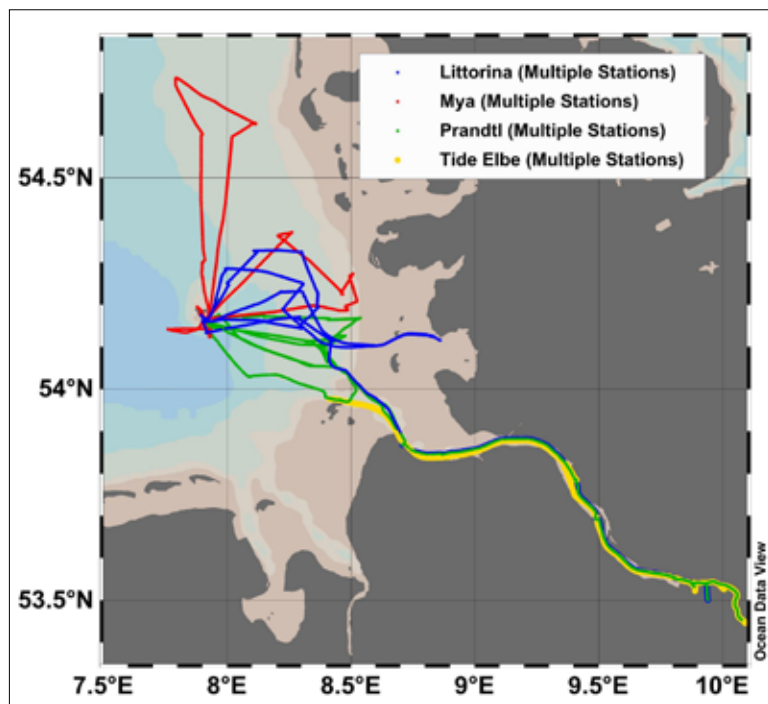 Littorina (Multiple Stations)
Mya (Multiple Stations)
Prandtl (Multiple Stations)
Tide Elbe (Multiple Stations)
54.5°N
54°N
53.5°N
7.5°E
8°E
8.5°E
9°E
9.5°E
10°E
Ocean Data View